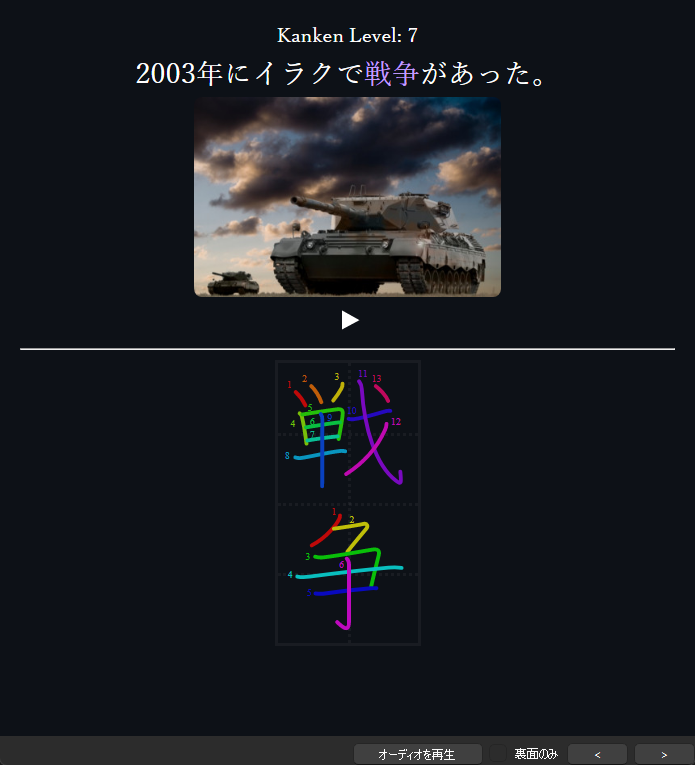 Kanken Level: 7
2003年にイラクで戦争があった。
1 2 3 11 13
4 5 6 9 10 12
7
8
戦
1 2
3 6
4
5
争
オーディオを再生 裏面のみ < >